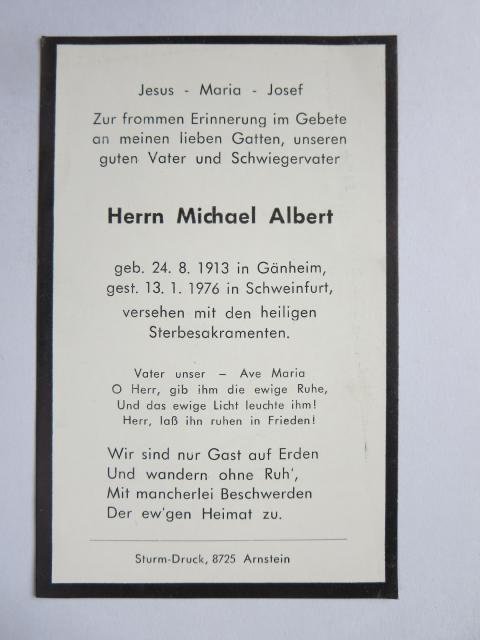 Jesus - Maria - Josef
Zur frommen Erinnerung im Gebete
an meinen lieben Gatten, unseren
guten Vater und Schwiegervater
Herrn Michael Albert
geb. 24. 8. 1913 in Gänheim,
gest. 13. 1. 1976 in Schweinfurt,
versehen mit den heiligen
Sterbesakramenten.
Vater unser – Ave Maria
O Herr, gib ihm die ewige Ruhe,
Und das ewige Licht leuchte ihm!
Herr, laß ihn ruhen in Frieden!
Wir sind nur Gast auf Erden
Und wandern ohne Ruh',
Mit mancherlei Beschwerden
Der ew'gen Heimat zu.
Sturm-Druck, 8725 Arnstein